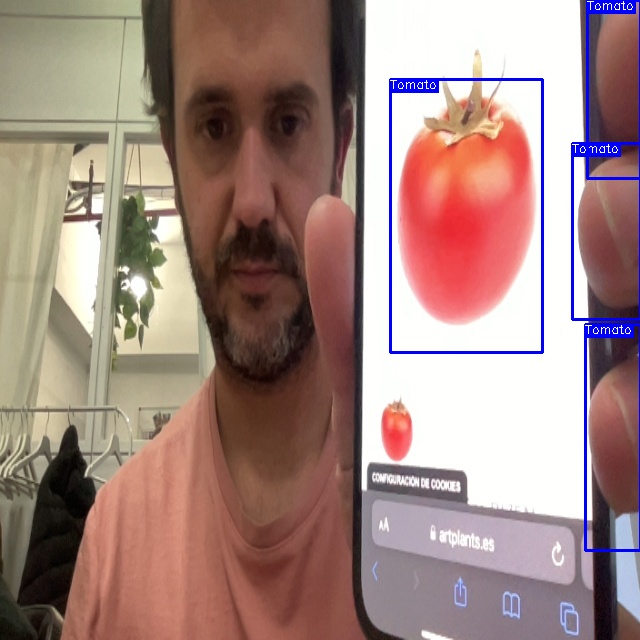 Tomato
Tomato
Tomato
Tomato
CONFIGURACIÓN DE COOKIES
AA
artplants.es